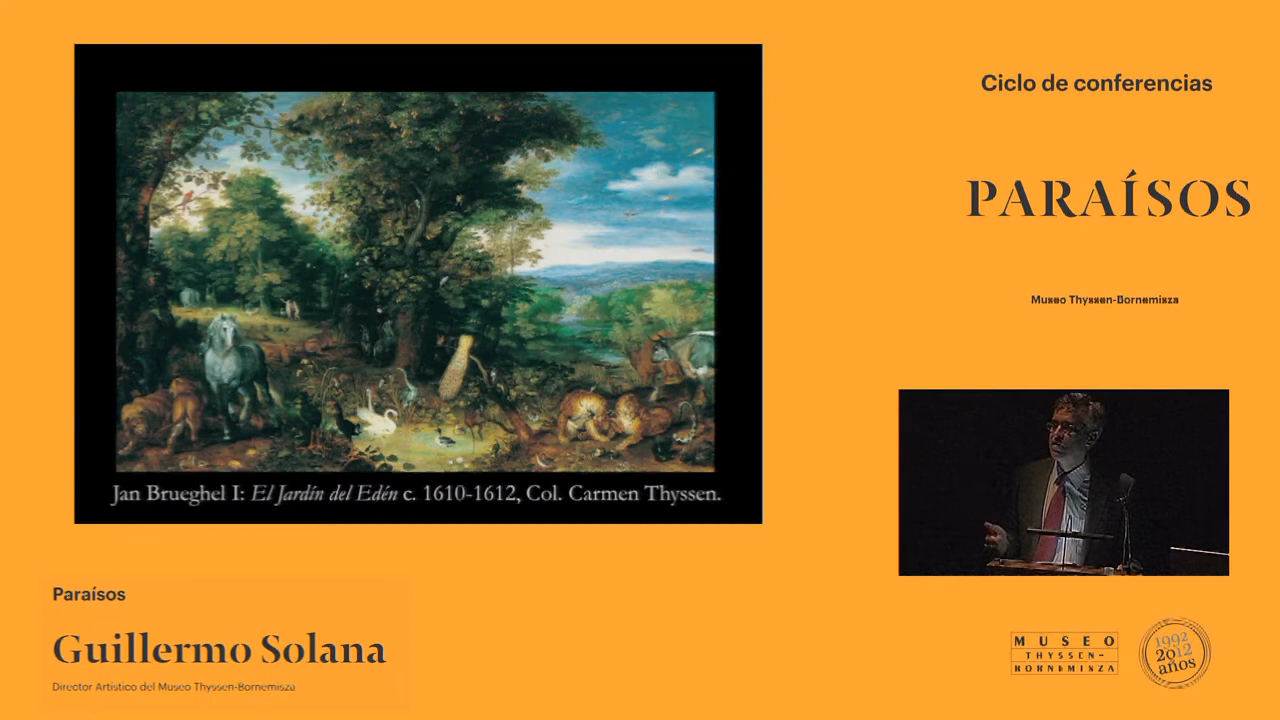 Ciclo de conferencias
PARAÍSOS
Museo Thyssen-Bornemisza
Jan Brueghel I: El Jardín del Edén c. 1610-1612, Col. Carmen Thyssen.
Paraísos
Guillermo Solana
Director Artístico del Museo Thyssen-Bornemisza
MUSEO
THYSSEN-
BORNEMISZA
1992
2012
años